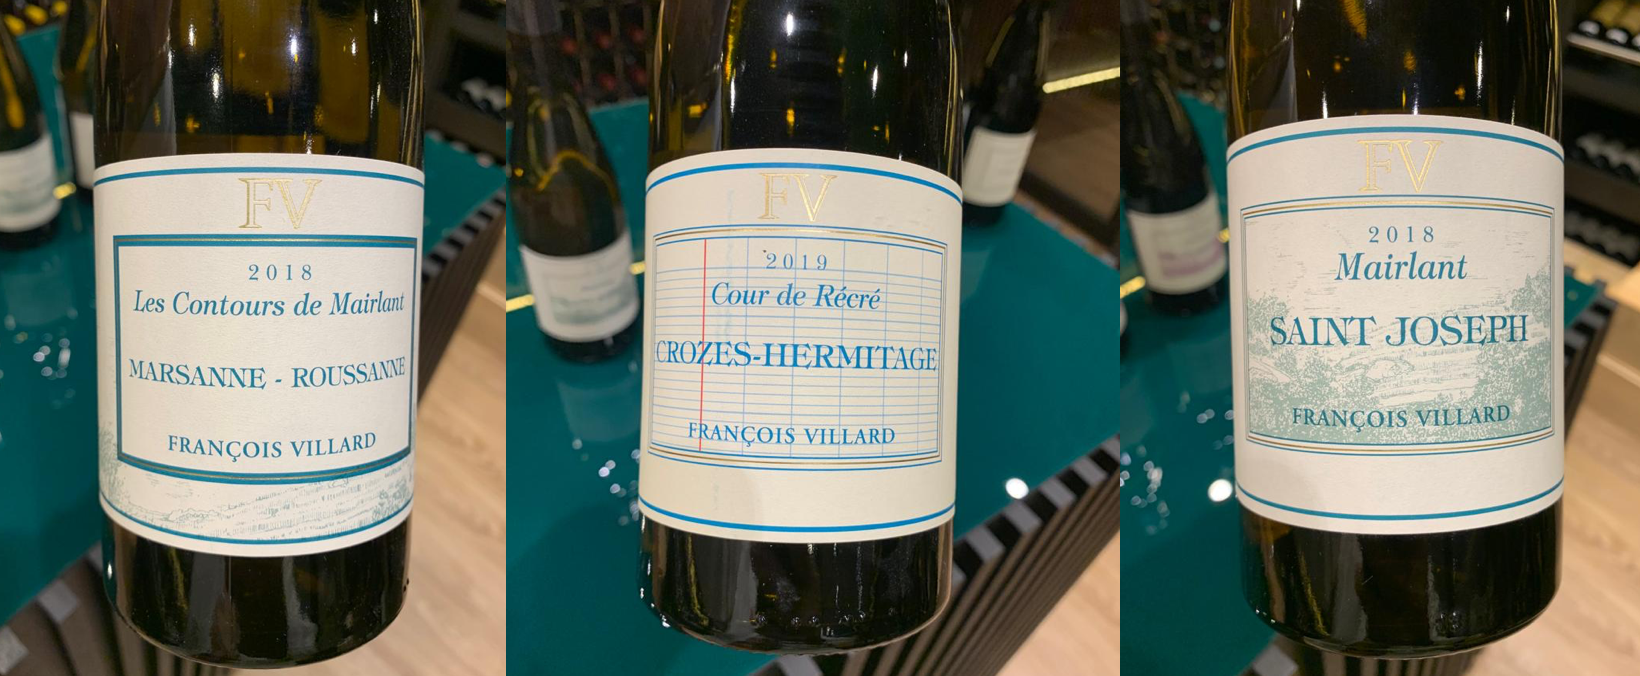 FV
2018
Les Contours de Mairlant
MARSANNE - ROUSSANNE
FRANÇOIS VILLARD
FV
2019
Cour de Récré
CROZES-HERMITAGE
FRANÇOIS VILLARD
FV
2018
Mairlant
SAINT JOSEPH
FRANÇOIS VILLARD